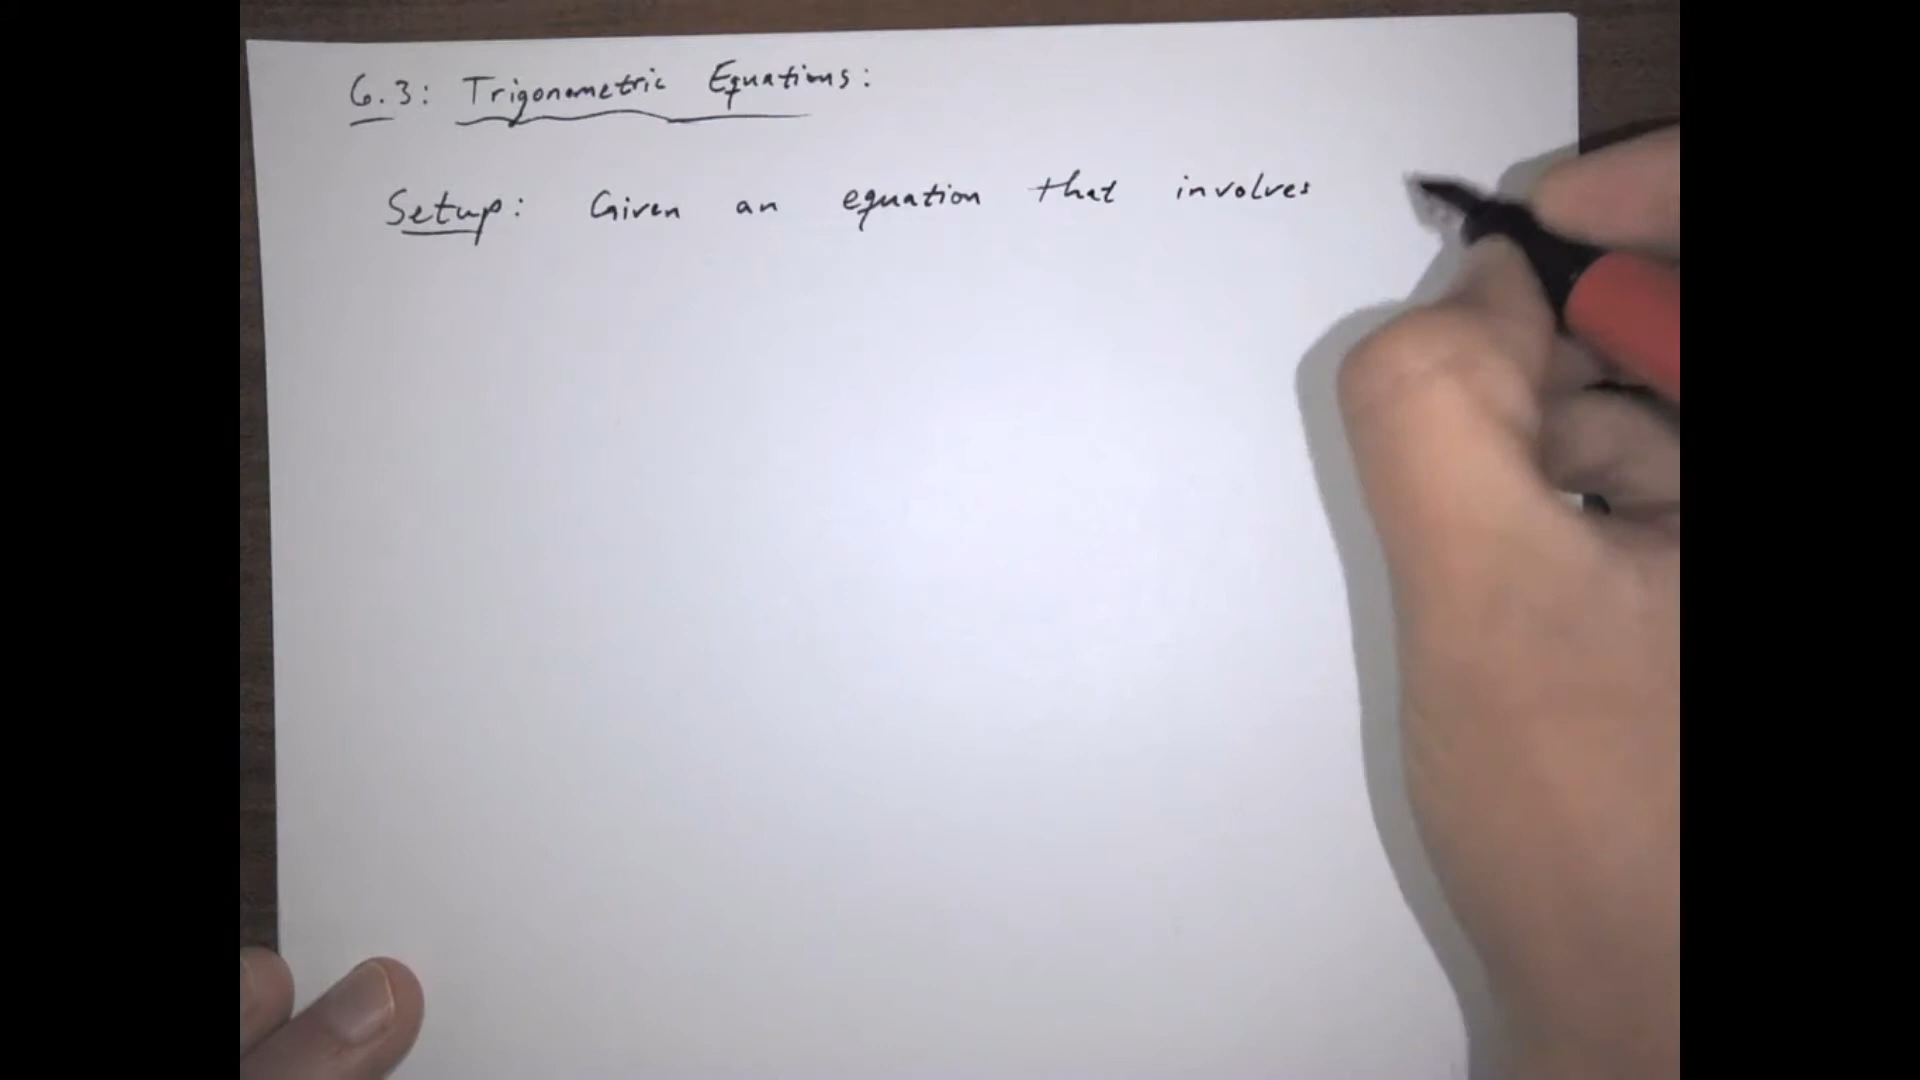 6.3: Trigonometric Equations:
Setup: Given an equation that involves